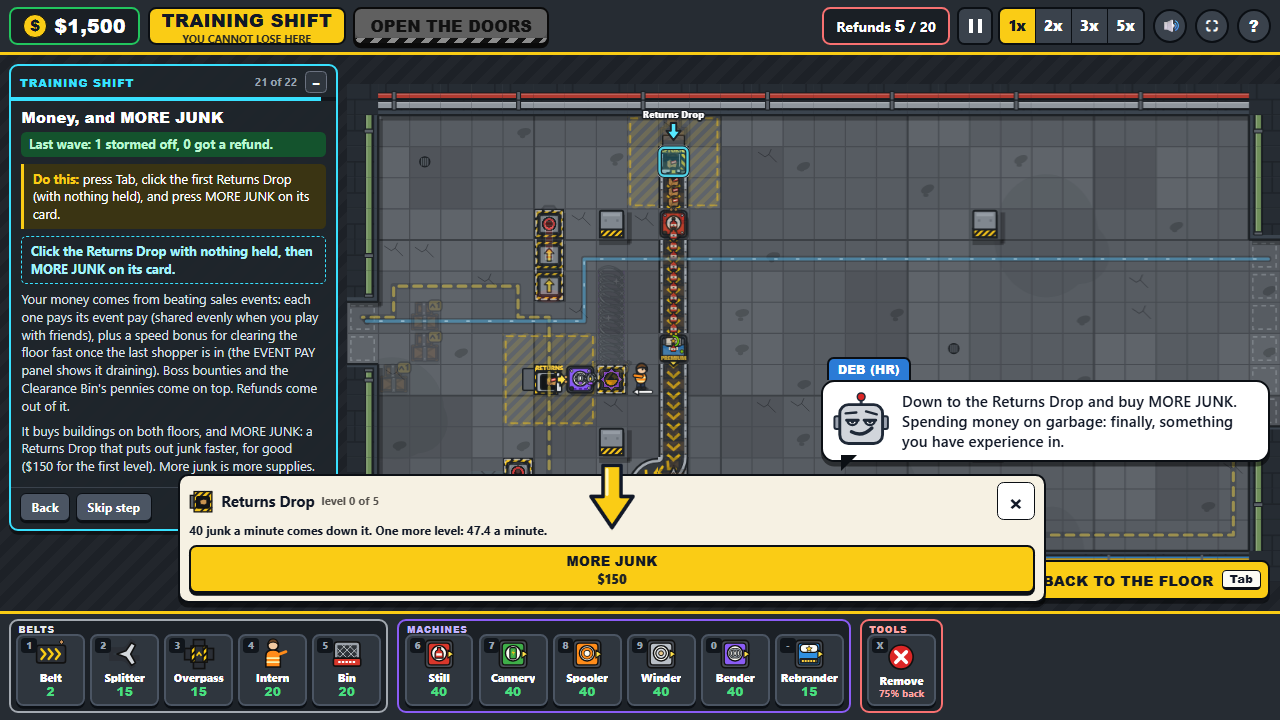 $ $1,500
TRAINING SHIFT
YOU CANNOT LOSE HERE
OPEN THE DOORS
Refunds 5 / 20
1x
2x
3x
5x
?
TRAINING SHIFT
21 of 22
–
Money, and MORE JUNK
Last wave: 1 stormed off, 0 got a refund.
Do this: press Tab, click the first Returns Drop
(with nothing held), and press MORE JUNK on its
card.
Click the Returns Drop with nothing held, then
MORE JUNK on its card.
Your money comes from beating sales events: each
one pays its event pay (shared evenly when you play
with friends), plus a speed bonus for clearing the
floor fast once the last shopper is in (the EVENT PAY
panel shows it draining). Boss bounties and the
Clearance Bin's pennies come on top. Refunds come
out of it.
It buys buildings on both floors, and MORE JUNK: a
Returns Drop that puts out junk faster, for good
($150 for the first level). More junk is more supplies.
Back
Skip step
Returns Drop
PREMIUM
RETURNS
DEB (HR)
Down to the Returns Drop and buy MORE JUNK.
Spending money on garbage: finally, something
you have experience in.
Returns Drop level 0 of 5
×
40 junk a minute comes down it. One more level: 47.4 a minute.
MORE JUNK
$150
BACK TO THE FLOOR Tab
BELTS
1
Belt
2
2
Splitter
15
3
Overpass
15
4
Intern
20
5
Bin
20
MACHINES
6
Still
40
7
Cannery
40
8
Spooler
40
9
Winder
40
0
Bender
40
-
Rebrander
15
TOOLS
X
Remove
75% back